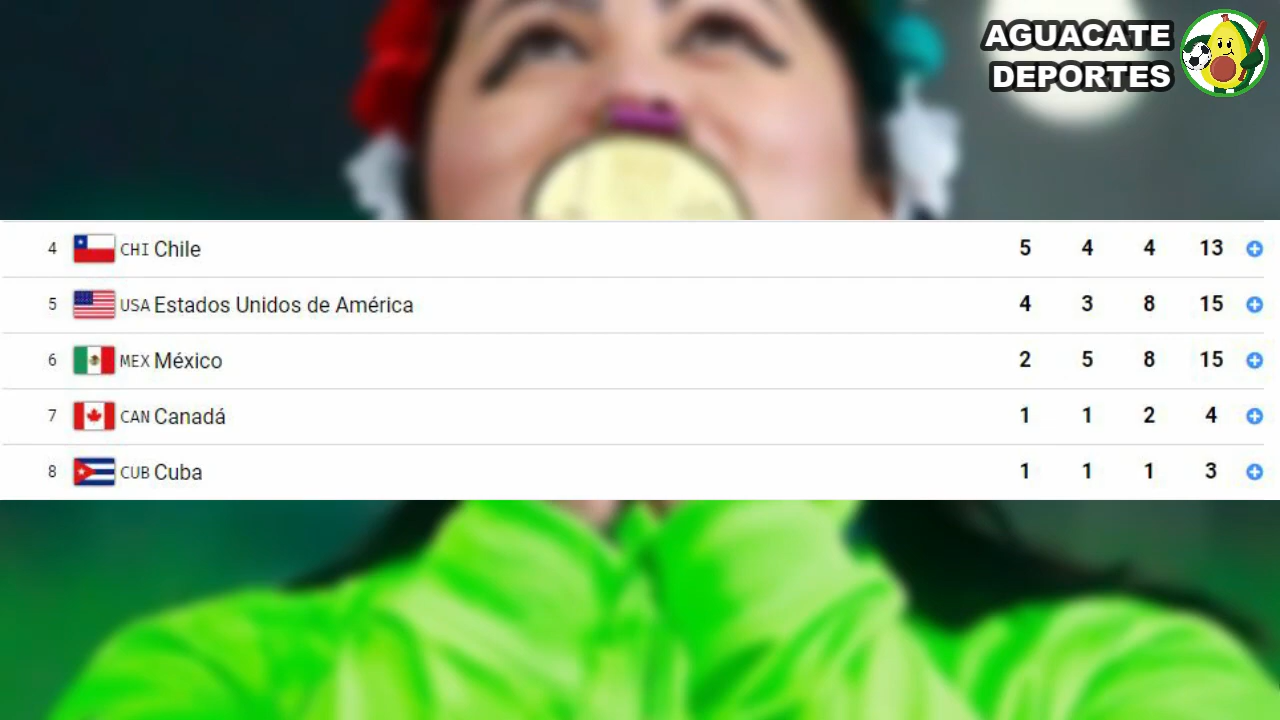 AGUACATE
DEPORTES
4 CHI Chile 5 4 4 13
5 USA Estados Unidos de América 4 3 8 15
6 MEX México 2 5 8 15
7 CAN Canadá 1 1 2 4
8 CUB Cuba 1 1 1 3